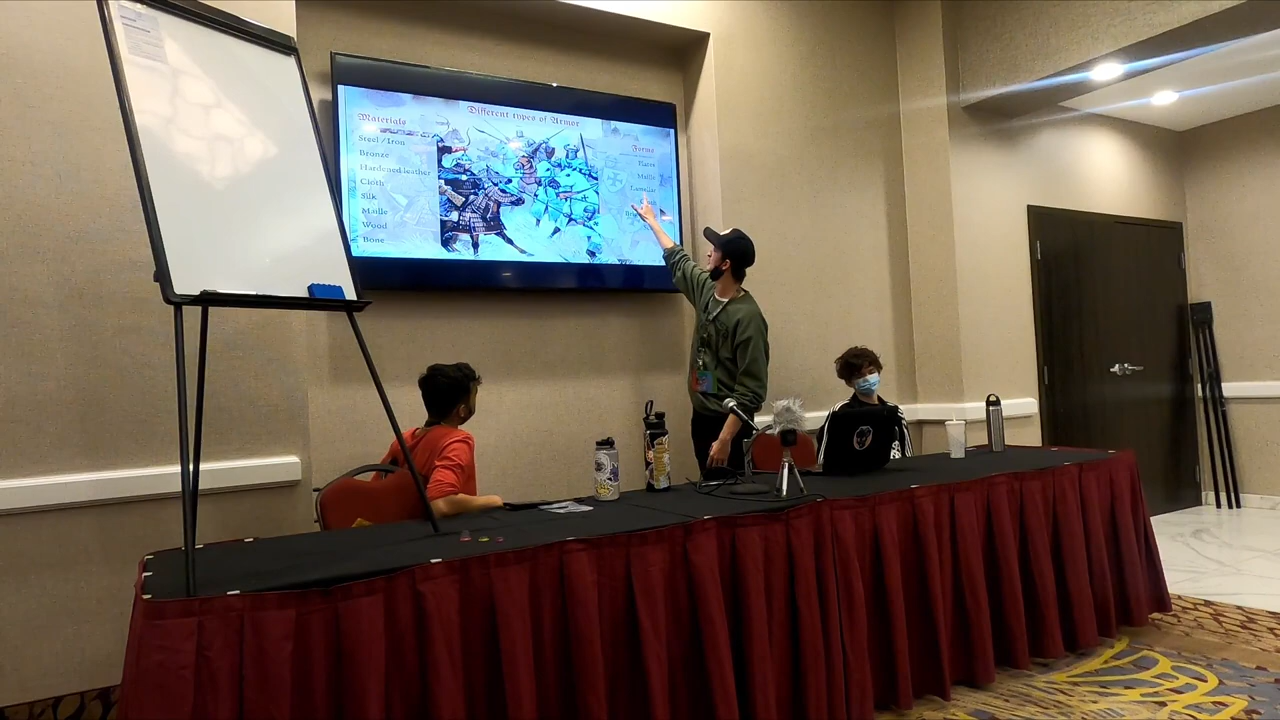 Different types of Armor
Materials
Steel/Iron
Bronze
Hardened leather
Cloth
Silk
Maille
Wood
Bone
Forms
Plates
Maille
Lamellar